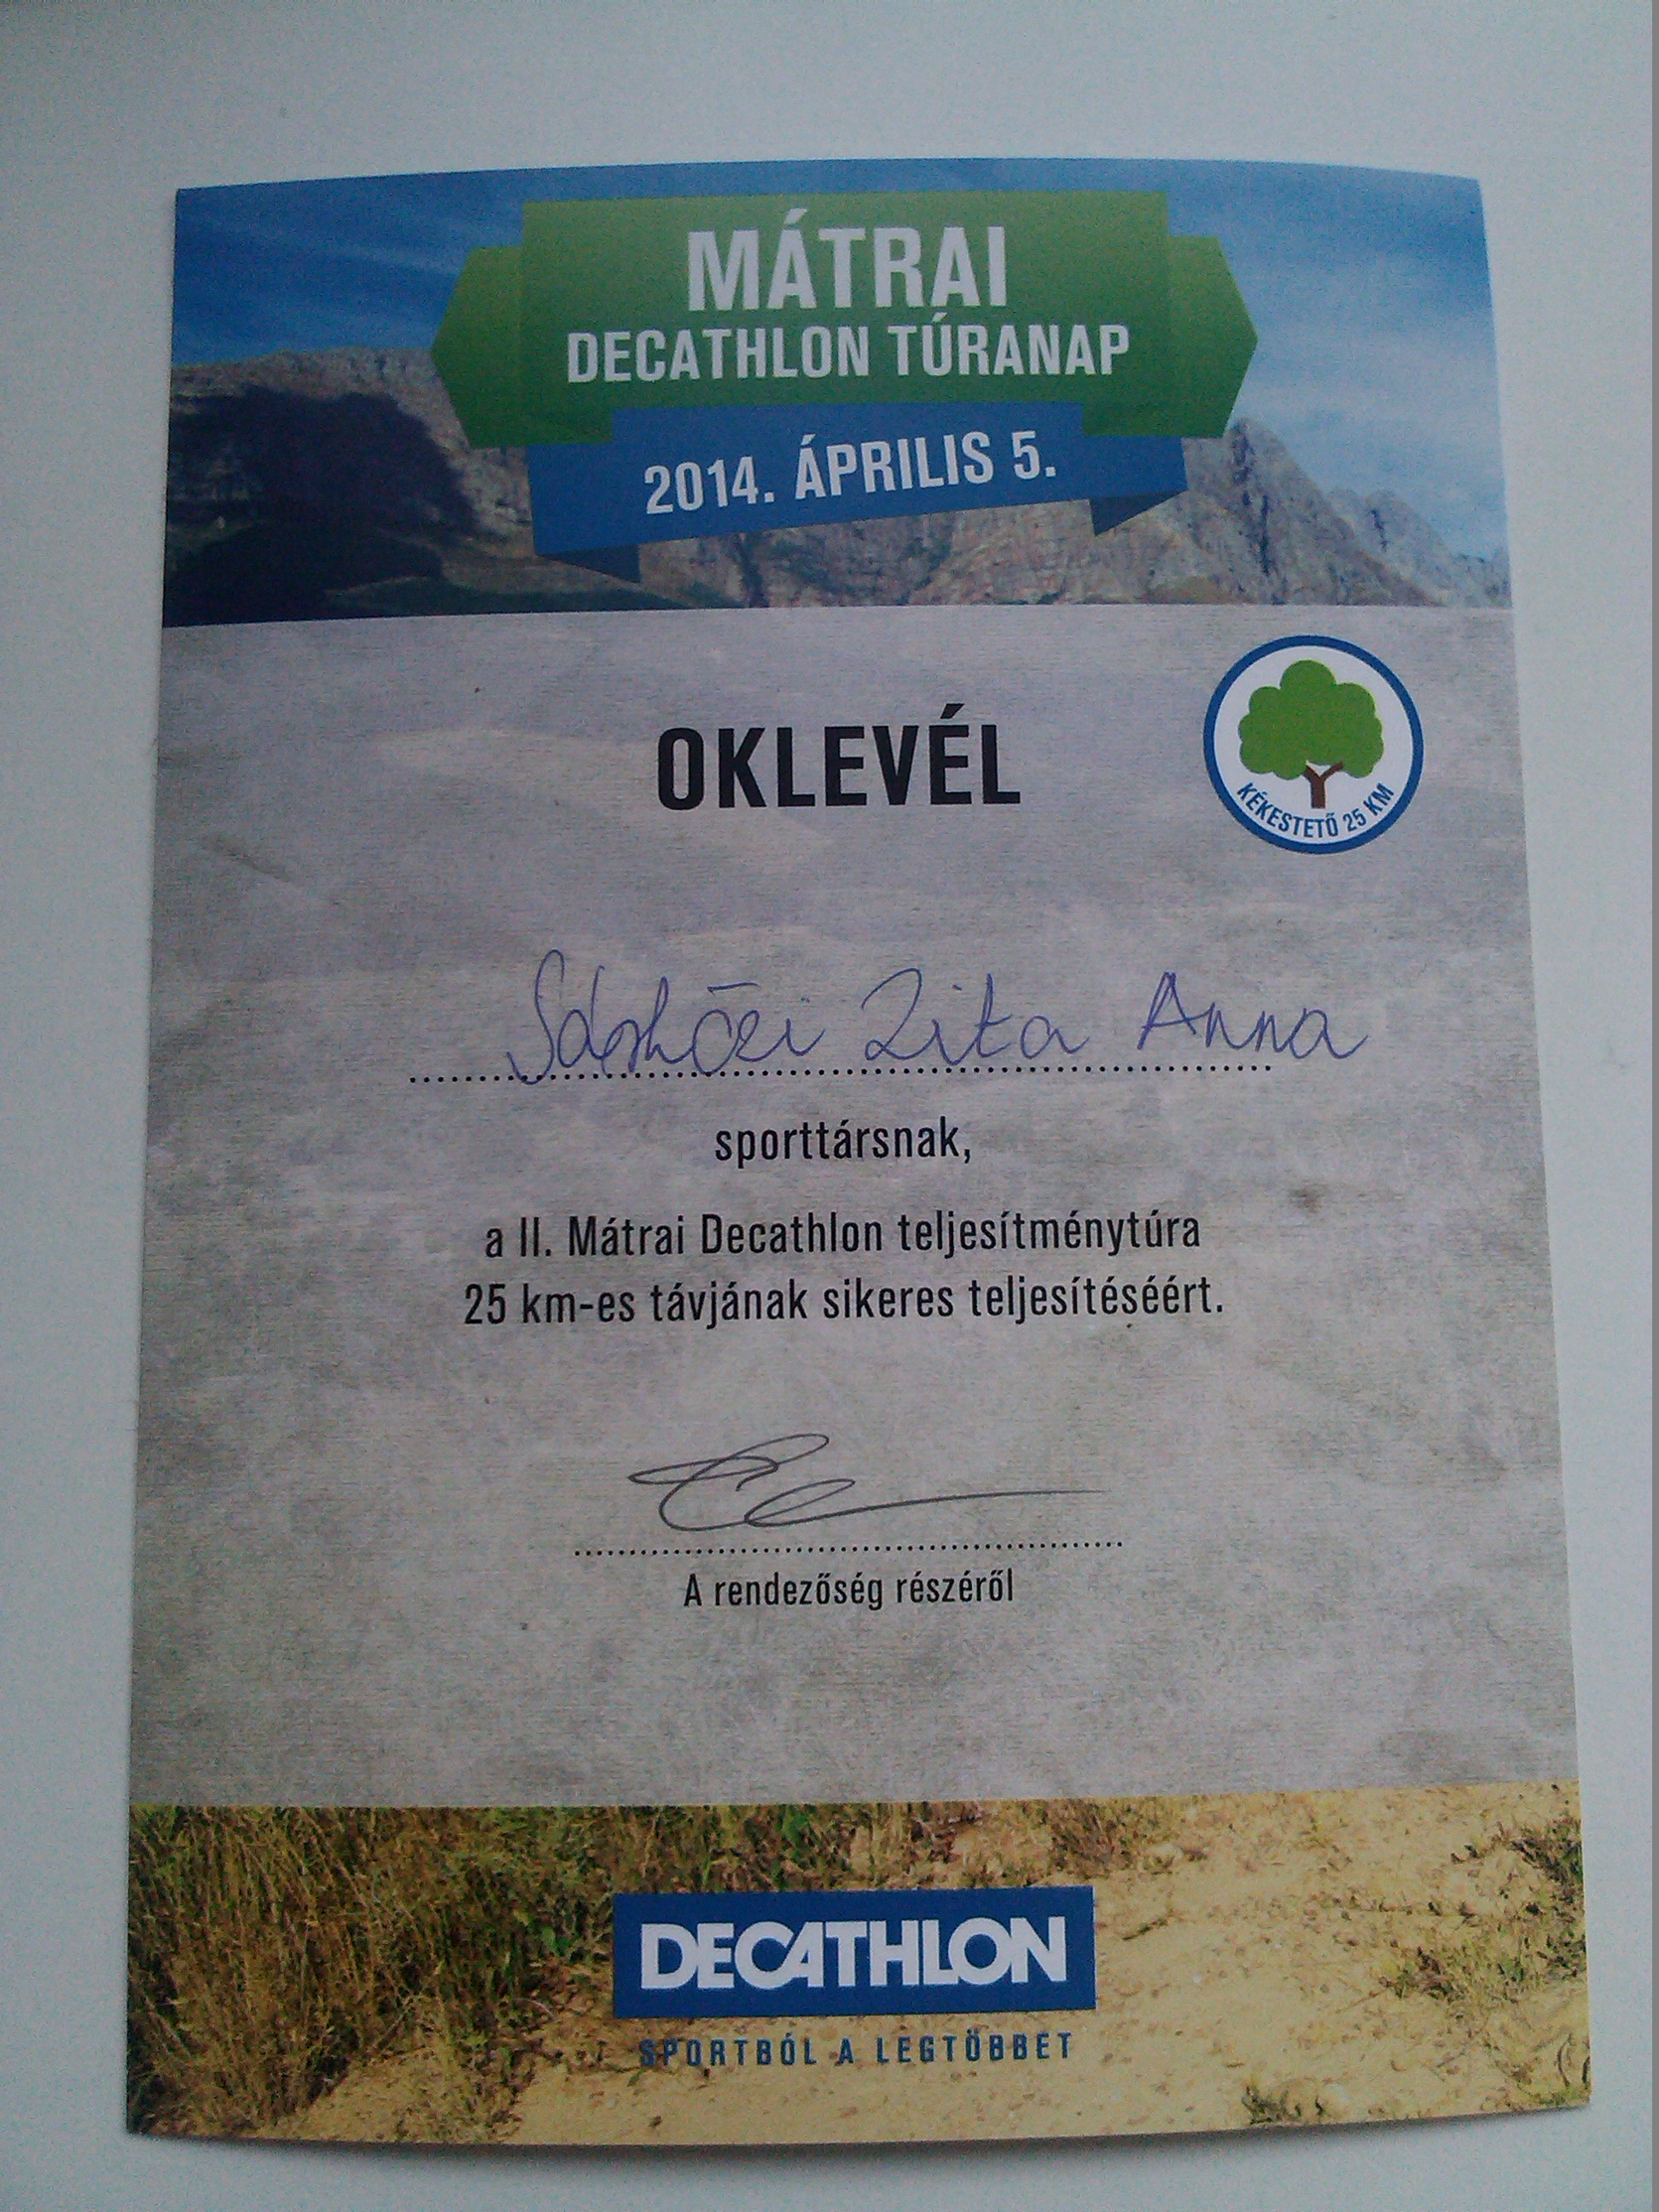 MÁTRAI
DECATHLON TÚRANAP
2014. ÁPRILIS 5.
OKLEVÉL
KÉKESTETŐ 25 KM
Zita Anna
sporttársnak,
a II. Mátrai Decathlon teljesítménytúra
25 km-es távjának sikeres teljesítéséért.
A rendezőség részéről
DECATHLON
SPORTBÓL A LEGTÖBBET